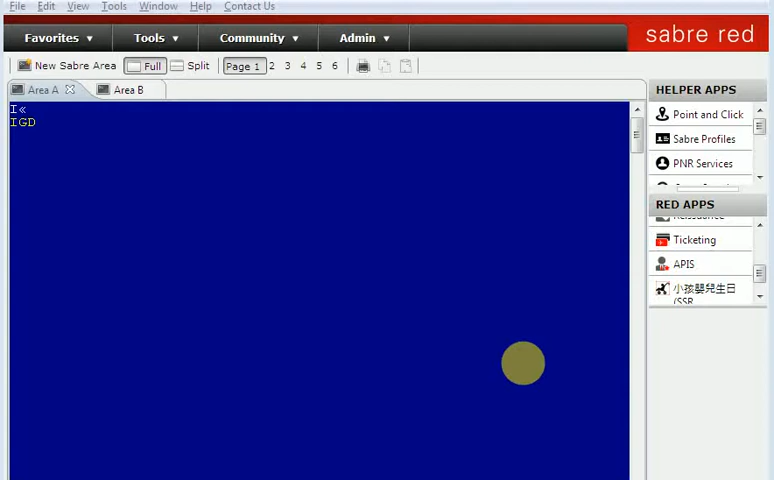 File Edit View Tools Window Help Contact Us
Favorites Tools Community Admin sabre red
New Sabre Area Full Split Page 1 2 3 4 5 6
Area A Area B
I«
IGD
HELPER APPS
Point and Click
Sabre Profiles
PNR Services
RED APPS
Reissuance
Ticketing
APIS
小孩嬰兒生日
(SSR